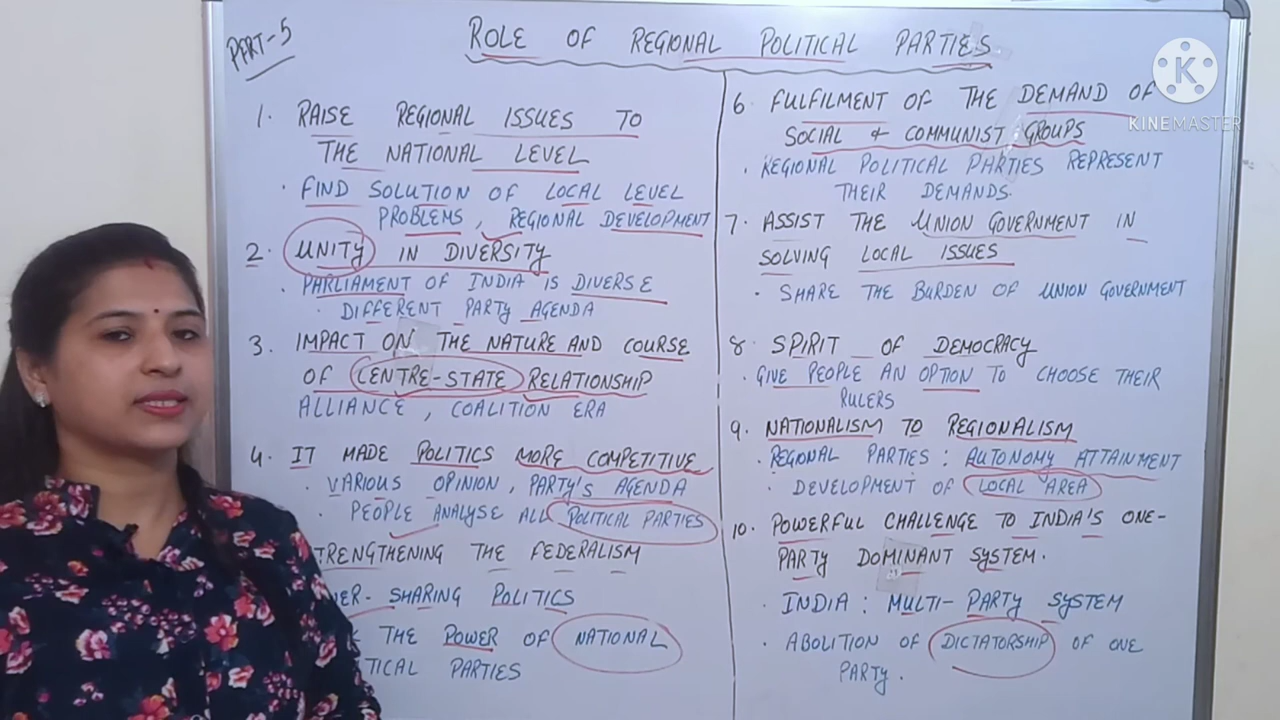 PART-5
ROLE OF REGIONAL POLITICAL PARTIES
1. RAISE REGIONAL ISSUES TO
THE NATIONAL LEVEL
· FIND SOLUTION OF LOCAL LEVEL
PROBLEMS, REGIONAL DEVELOPMENT
2. UNITY IN DIVERSITY
· PARLIAMENT OF INDIA IS DIVERSE
· DIFFERENT PARTY AGENDA
3. IMPACT ON THE NATURE AND COURSE
OF CENTRE-STATE RELATIONSHIP
ALLIANCE, COALITION ERA
4. IT MADE POLITICS MORE COMPETITIVE
· VARIOUS OPINION, PARTY'S AGENDA
· PEOPLE ANALYSE ALL POLITICAL PARTIES
TRENGTHENING THE FEDERALISM
ER-SHARING POLITICS
THE POWER OF NATIONAL
TICAL PARTIES
6 FULFILMENT OF THE DEMAND OF
SOCIAL & COMMUNIST GROUPS
· REGIONAL POLITICAL PARTIES REPRESENT
THEIR DEMANDS.
7. ASSIST THE UNION GOVERNMENT IN
SOLVING LOCAL ISSUES
· SHARE THE BURDEN OF UNION GOVERNMENT
8 SPIRIT OF DEMOCRACY
· GIVE PEOPLE AN OPTION TO CHOOSE THEIR
RULERS
9. NATIONALISM TO REGIONALISM
· REGIONAL PARTIES: AUTONOMY ATTAINMENT
· DEVELOPMENT OF LOCAL AREA
10. POWERFUL CHALLENGE TO INDIA'S ONE-
PARTY DOMINANT SYSTEM.
· INDIA: MULTI-PARTY SYSTEM
· ABOLITION OF DICTATORSHIP OF ONE
PARTY.
K
KINEMASTER